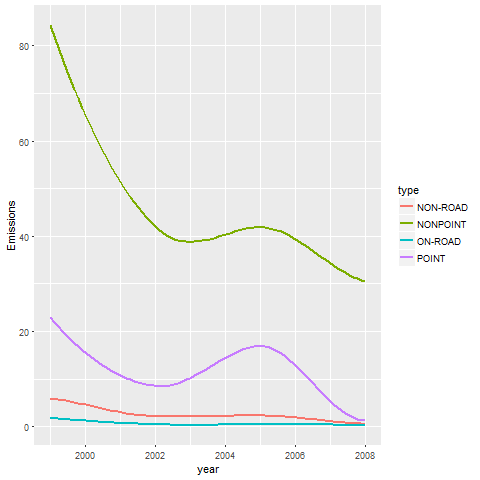 80
60
40
20
0
Emissions
2000
2002
2004
2006
2008
year
type
NON-ROAD
NONPOINT
ON-ROAD
POINT